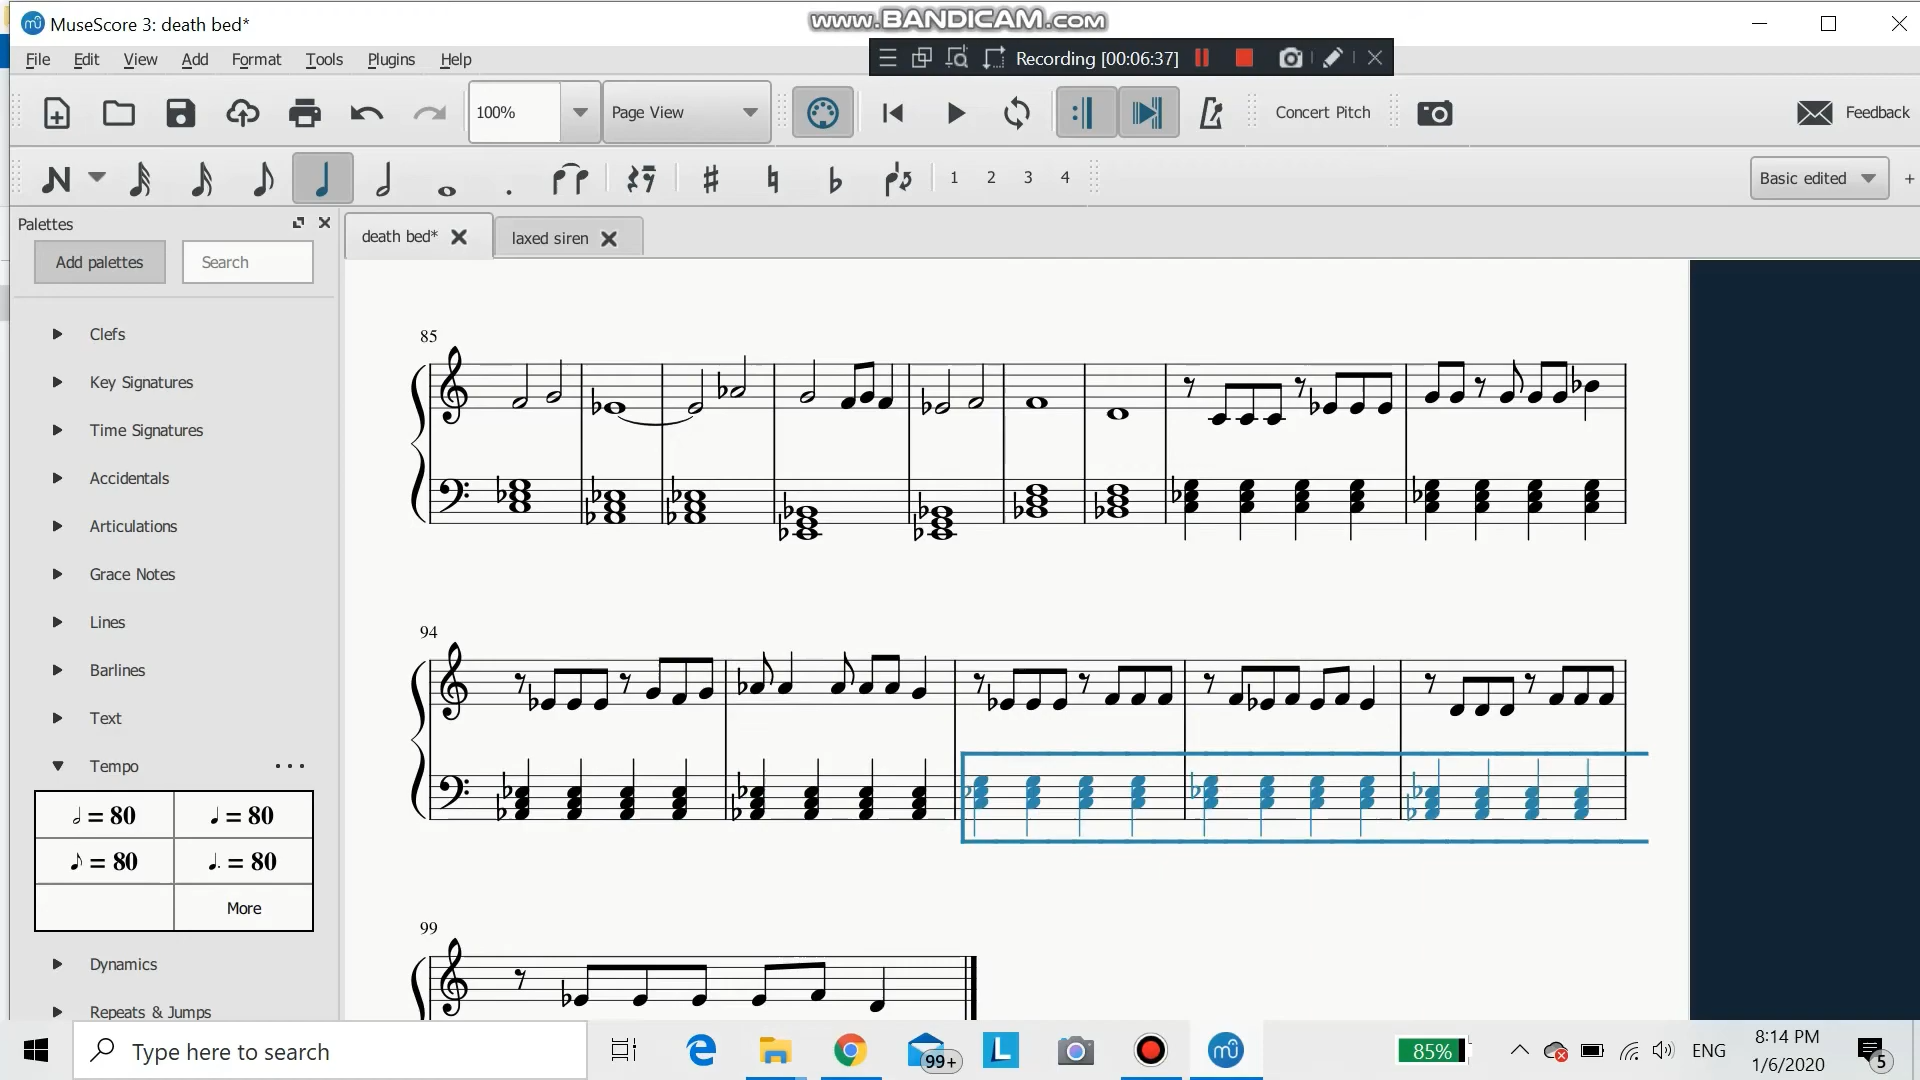 MuseScore 3: death bed*
www.BANDICAM.com
File Edit View Add Format Tools Plugins Help
Recording [00:06:37]
100% Page View Concert Pitch Feedback
1 2 3 4 Basic edited
Palettes
death bed* laxed siren
Add palettes Search
Clefs
Key Signatures
Time Signatures
Accidentals
Articulations
Grace Notes
Lines
Barlines
Text
Tempo
= 80 = 80
= 80 = 80
More
Dynamics
Repeats & Jumps
85
94
99
Type here to search
99+
L
85%
ENG
8:14 PM
1/6/2020
5